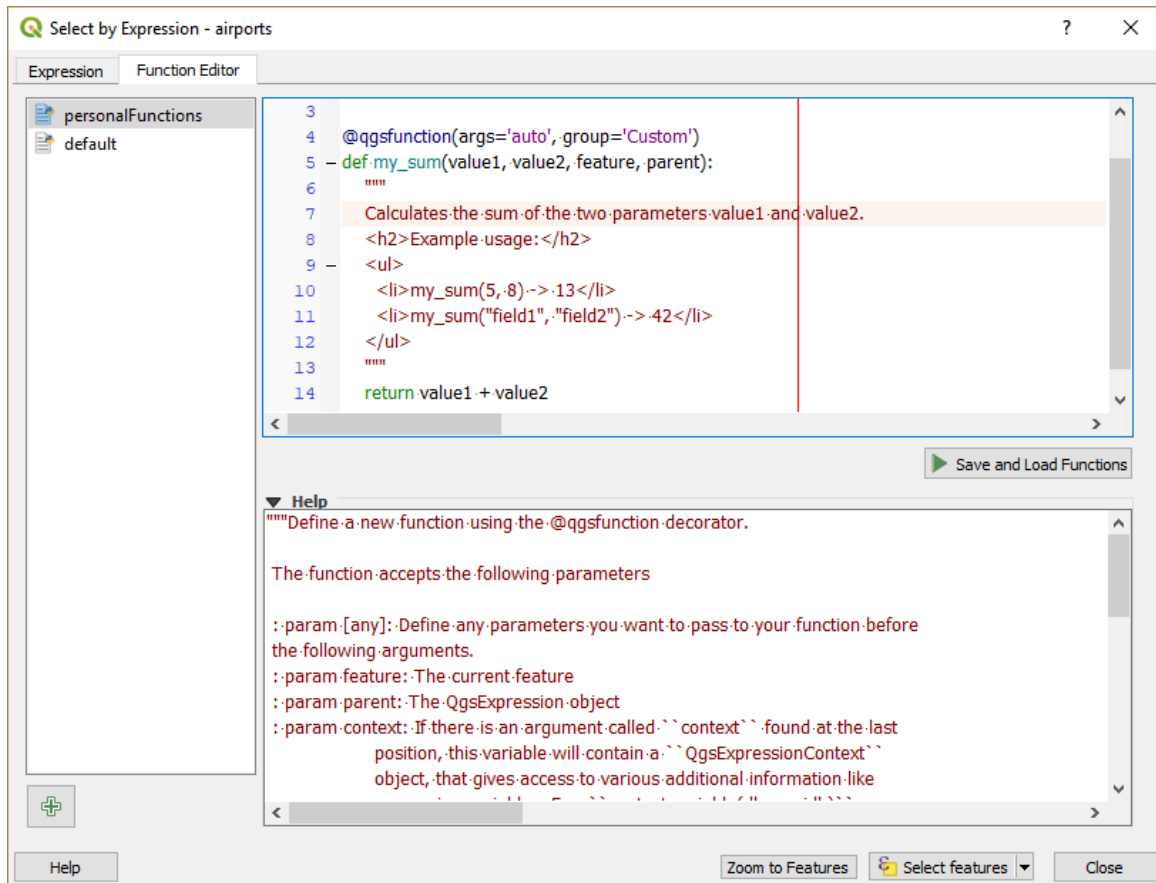 Select by Expression - airports
?
Expression
Function Editor
personalFunctions
default
3
4 @qgsfunction(args='auto', group='Custom')
5 def my_sum(value1, value2, feature, parent):
6 """
7 Calculates the sum of the two parameters value1 and value2.
8 <h2>Example usage:</h2>
9 <ul>
10 <li>my_sum(5, 8) -> 13</li>
11 <li>my_sum("field1", "field2") -> 42</li>
12 </ul>
13 """
14 return value1 + value2
Save and Load Functions
Help
"""Define a new function using the @qgsfunction decorator.
The function accepts the following parameters
: param [any]: Define any parameters you want to pass to your function before
the following arguments.
: param feature: The current feature
: param parent: The QgsExpression object
: param context: If there is an argument called ``context`` found at the last
position, this variable will contain a ``QgsExpressionContext``
object, that gives access to various additional information like
Help
Zoom to Features
Select features
Close